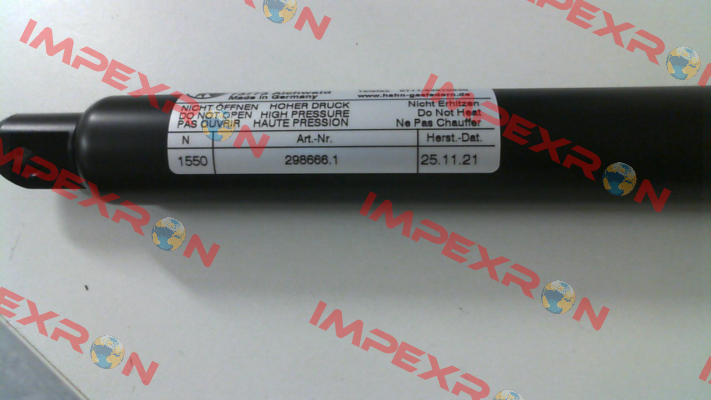 Made in Germany
www.hahn-gasfedern.de
NICHT ÖFFNEN HOHER DRUCK Nicht Erhitzen
DO NOT OPEN HIGH PRESSURE Do Not Heat
PAS OUVRIR HAUTE PRESSION Ne Pas Chauffer
N Art.-Nr. Herst.-Dat.
1550 298666.1 25.11.21
IMPEXRON
IMPEXRON
IMPEXRON
IMPEXRON
IMPEXRON
IMPEXRON
IMPEXRON